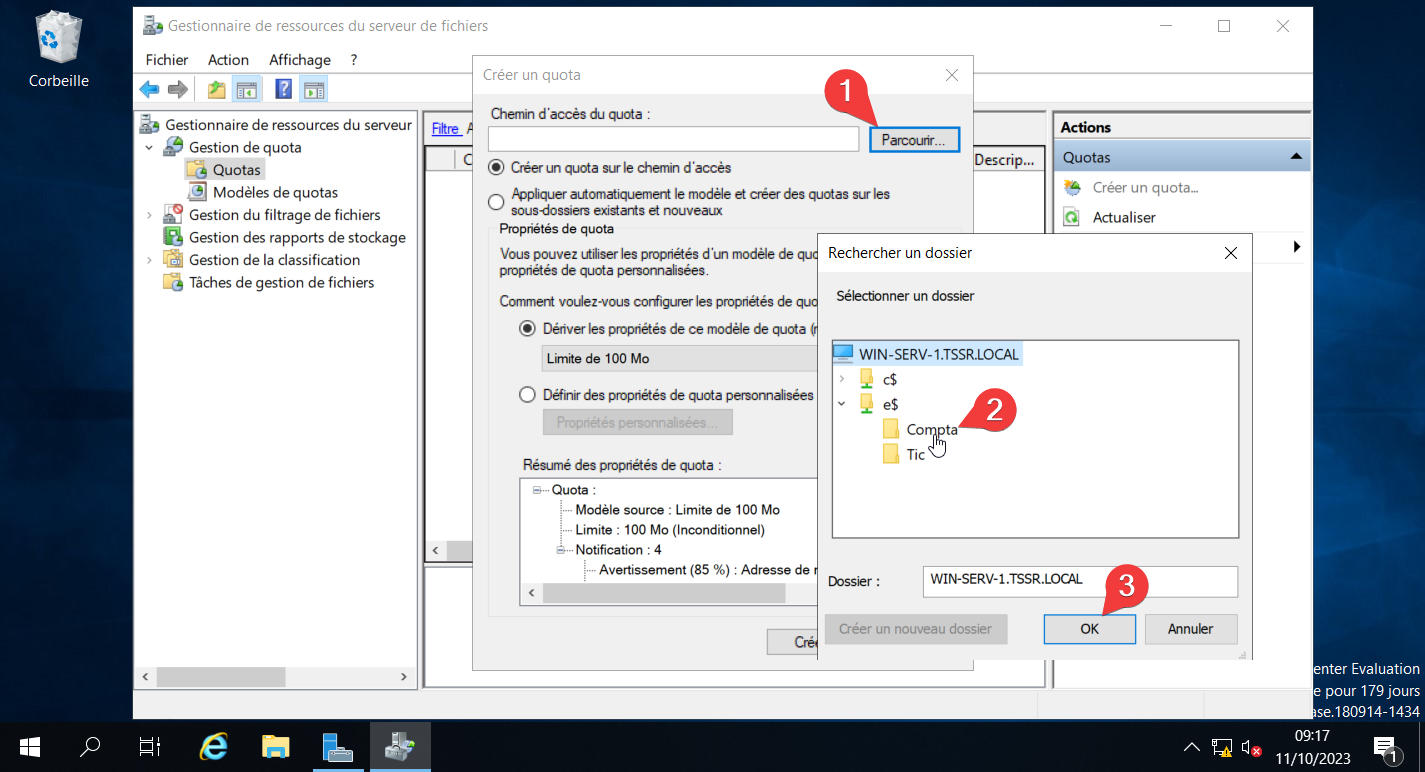 Corbeille
Gestionnaire de ressources du serveur de fichiers
Fichier Action Affichage ?
Gestionnaire de ressources du serveur
Gestion de quota
Quotas
Modèles de quotas
Gestion du filtrage de fichiers
Gestion des rapports de stockage
Gestion de la classification
Tâches de gestion de fichiers
Filtre
Descrip...
Créer un quota
Chemin d'accès du quota :
1
Parcourir...
Créer un quota sur le chemin d'accès
Appliquer automatiquement le modèle et créer des quotas sur les
sous-dossiers existants et nouveaux
Propriétés de quota
Vous pouvez utiliser les propriétés d'un modèle de
propriétés de quota personnalisées.
Comment voulez-vous configurer les propriétés de
Dériver les propriétés de ce modèle de quota
Limite de 100 Mo
Définir des propriétés de quota personnalisées
Propriétés personnalisées...
Résumé des propriétés de quota :
Quota :
Modèle source : Limite de 100 Mo
Limite : 100 Mo (Inconditionnel)
Notification : 4
Avertissement (85 %) : Adresse de
Actions
Quotas
Créer un quota...
Actualiser
Rechercher un dossier
Sélectionner un dossier
WIN-SERV-1.TSSR.LOCAL
c$
e$
2
Compta
Tic
Dossier :
WIN-SERV-1.TSSR.LOCAL
3
Créer un nouveau dossier
OK
Annuler
enter Evaluation
e pour 179 jours
ase.180914-1434
09:17
11/10/2023
1